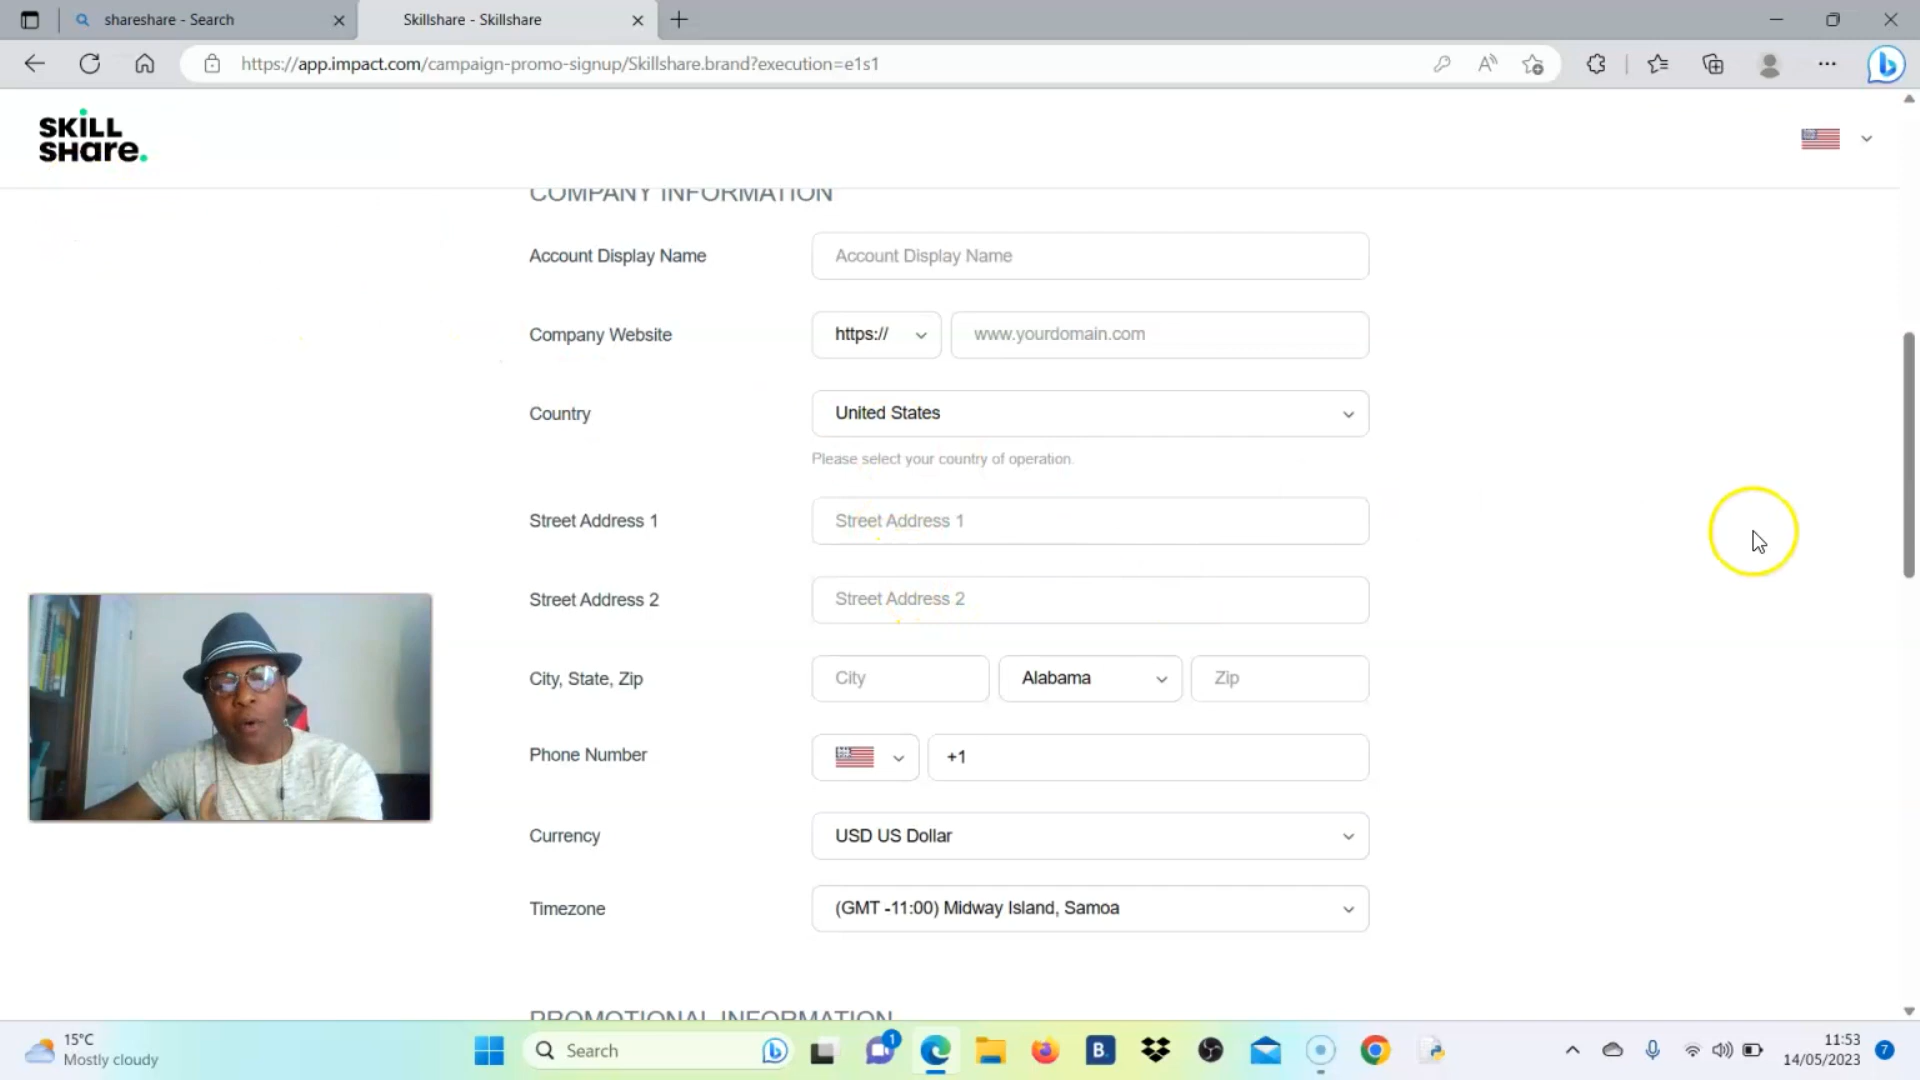 shareshare - Search
Skillshare - Skillshare
https://app.impact.com/campaign-promo-signup/Skillshare.brand?execution=e1s1
SKILL
SHare.
COMPANY INFORMATION
Account Display Name
Account Display Name
Company Website
https://
www.yourdomain.com
Country
United States
Please select your country of operation.
Street Address 1
Street Address 1
Street Address 2
Street Address 2
City, State, Zip
City
Alabama
Zip
Phone Number
+1
Currency
USD US Dollar
Timezone
(GMT -11:00) Midway Island, Samoa
PROMOTIONAL INFORMATION
15°C
Mostly cloudy
Search
1
B.
11:53
14/05/2023
7